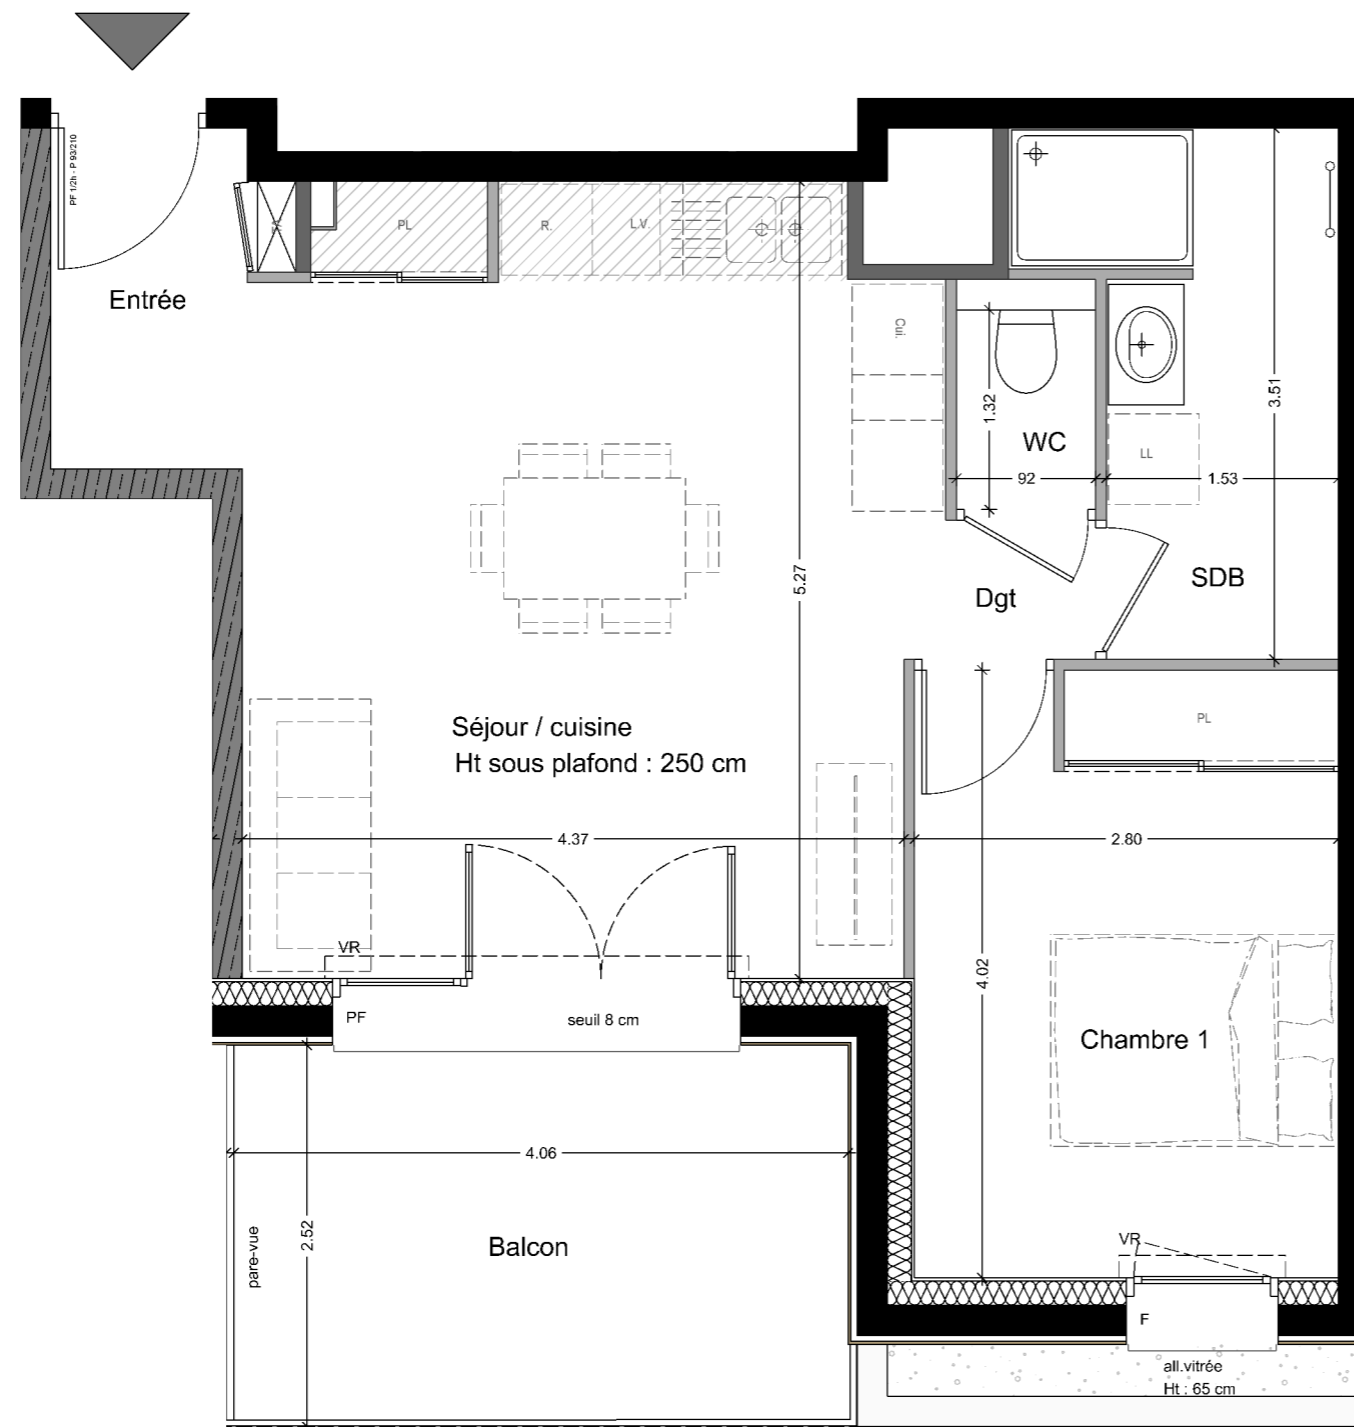 PF 1/2h - P 93/210
Entrée
PL
R.
L.V.
Cui.
1.32
WC
92
LL
1.53
3.51
SDB
Dgt
5.27
Séjour / cuisine
Ht sous plafond : 250 cm
PL
4.37
2.80
VR
PF
seuil 8 cm
4.02
Chambre 1
4.06
2.52
pare-vue
Balcon
VR
F
all.vitrée
Ht : 65 cm